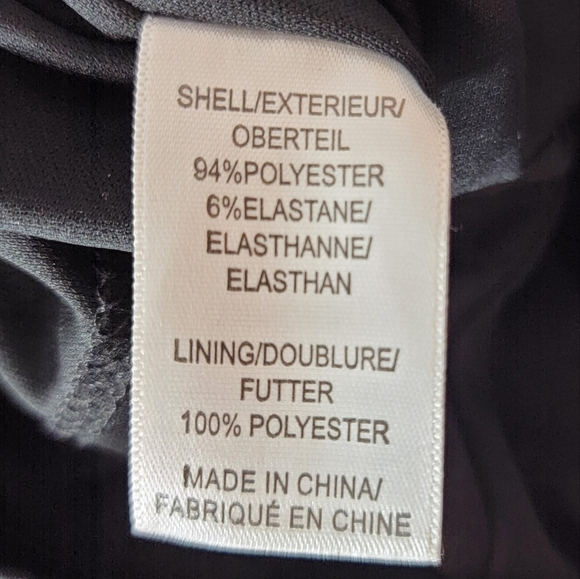 SHELL/EXTERIEUR/
OBERTEIL
94%POLYESTER
6%ELASTANE/
ELASTHANNE/
ELASTHAN
LINING/DOUBLURE/
FUTTER
100% POLYESTER
MADE IN CHINA/
FABRIQUÉ EN CHINE